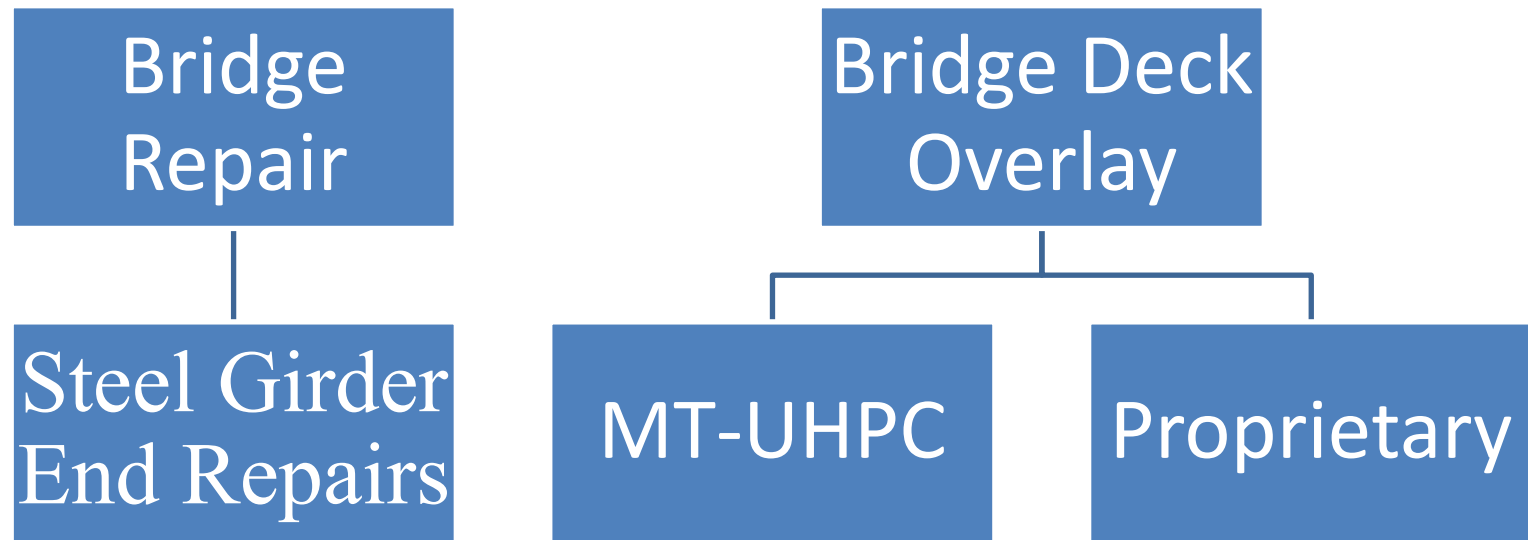 Bridge
Repair
Bridge Deck
Overlay
Steel Girder
End Repairs
MT-UHPC
Proprietary